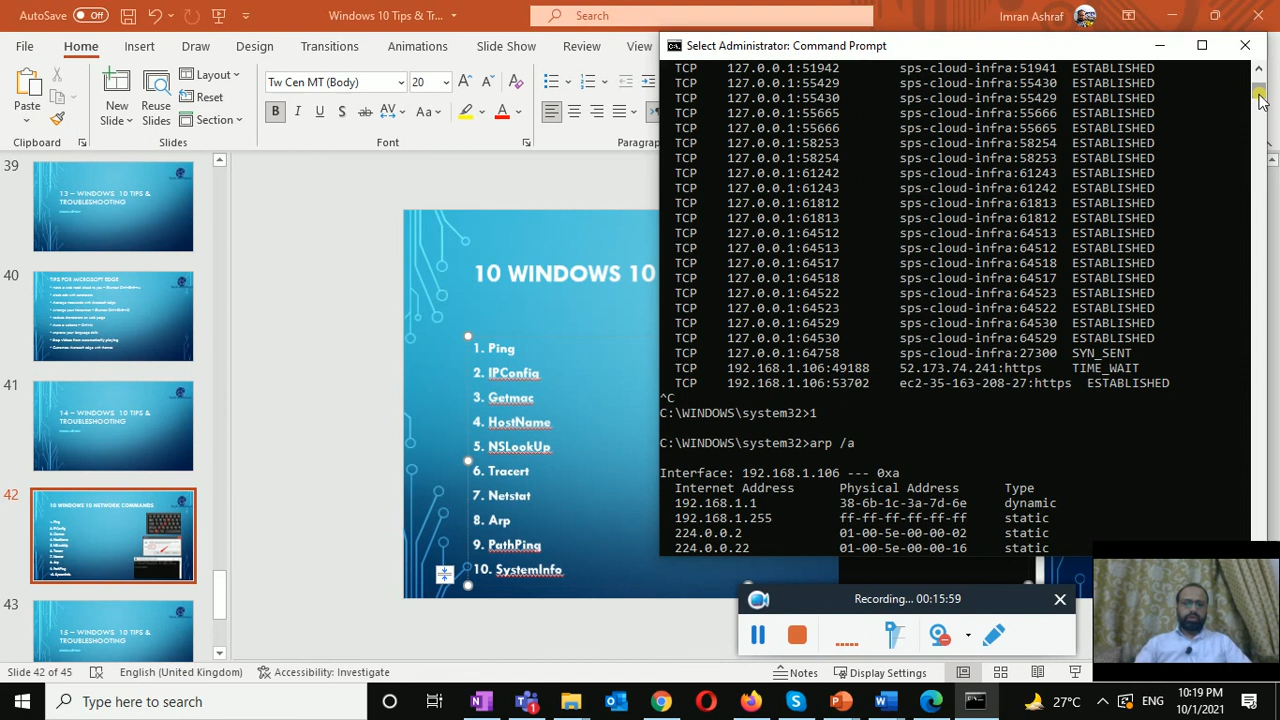 AutoSave Off
Windows 10 Tips & Tr...
Search
Imran Ashraf
File Home Insert Draw Design Transitions Animations Slide Show Review View
Paste
Clipboard
New Slide
Reuse Slides
Layout
Reset
Section
Slides
Tw Cen MT (Body) 20
B I U S ab AV Aa A
Font
Paragraph
39
13 – WINDOWS 10 TIPS &
TROUBLESHOOTING
40
TIPS FOR MICROSOFT EDGE
41
14 – WINDOWS 10 TIPS &
TROUBLESHOOTING
42
10 WINDOWS 10 NETWORK COMMANDS
43
15 – WINDOWS 10 TIPS &
TROUBLESHOOTING
10 WINDOWS 10
1. Ping
2. IPConfig
3. Getmac
4. HostName
5. NSLookUp
6. Tracert
7. Netstat
8. Arp
9. PathPing
10. SystemInfo
Select Administrator: Command Prompt
TCP 127.0.0.1:51942 sps-cloud-infra:51941 ESTABLISHED
TCP 127.0.0.1:55429 sps-cloud-infra:55430 ESTABLISHED
TCP 127.0.0.1:55430 sps-cloud-infra:55429 ESTABLISHED
TCP 127.0.0.1:55665 sps-cloud-infra:55666 ESTABLISHED
TCP 127.0.0.1:55666 sps-cloud-infra:55665 ESTABLISHED
TCP 127.0.0.1:58253 sps-cloud-infra:58254 ESTABLISHED
TCP 127.0.0.1:58254 sps-cloud-infra:58253 ESTABLISHED
TCP 127.0.0.1:61242 sps-cloud-infra:61243 ESTABLISHED
TCP 127.0.0.1:61243 sps-cloud-infra:61242 ESTABLISHED
TCP 127.0.0.1:61812 sps-cloud-infra:61813 ESTABLISHED
TCP 127.0.0.1:61813 sps-cloud-infra:61812 ESTABLISHED
TCP 127.0.0.1:64512 sps-cloud-infra:64513 ESTABLISHED
TCP 127.0.0.1:64513 sps-cloud-infra:64512 ESTABLISHED
TCP 127.0.0.1:64517 sps-cloud-infra:64518 ESTABLISHED
TCP 127.0.0.1:64518 sps-cloud-infra:64517 ESTABLISHED
TCP 127.0.0.1:64522 sps-cloud-infra:64523 ESTABLISHED
TCP 127.0.0.1:64523 sps-cloud-infra:64522 ESTABLISHED
TCP 127.0.0.1:64529 sps-cloud-infra:64530 ESTABLISHED
TCP 127.0.0.1:64530 sps-cloud-infra:64529 ESTABLISHED
TCP 127.0.0.1:64758 sps-cloud-infra:27300 SYN_SENT
TCP 192.168.1.106:49188 52.173.74.241:https TIME_WAIT
TCP 192.168.1.106:53702 ec2-35-163-208-27:https ESTABLISHED
^C
C:\WINDOWS\system32>1
C:\WINDOWS\system32>arp /a
Interface: 192.168.1.106 --- 0xa
Internet Address Physical Address Type
192.168.1.1 38-6b-1c-3a-7d-6e dynamic
192.168.1.255 ff-ff-ff-ff-ff-ff static
224.0.0.2 01-00-5e-00-00-02 static
224.0.0.22 01-00-5e-00-00-16 static
Recording... 00:15:59
Slide 42 of 45 English (United Kingdom) Accessibility: Investigate Notes Display Settings
Type here to search
27°C ENG
10:19 PM
10/1/2021